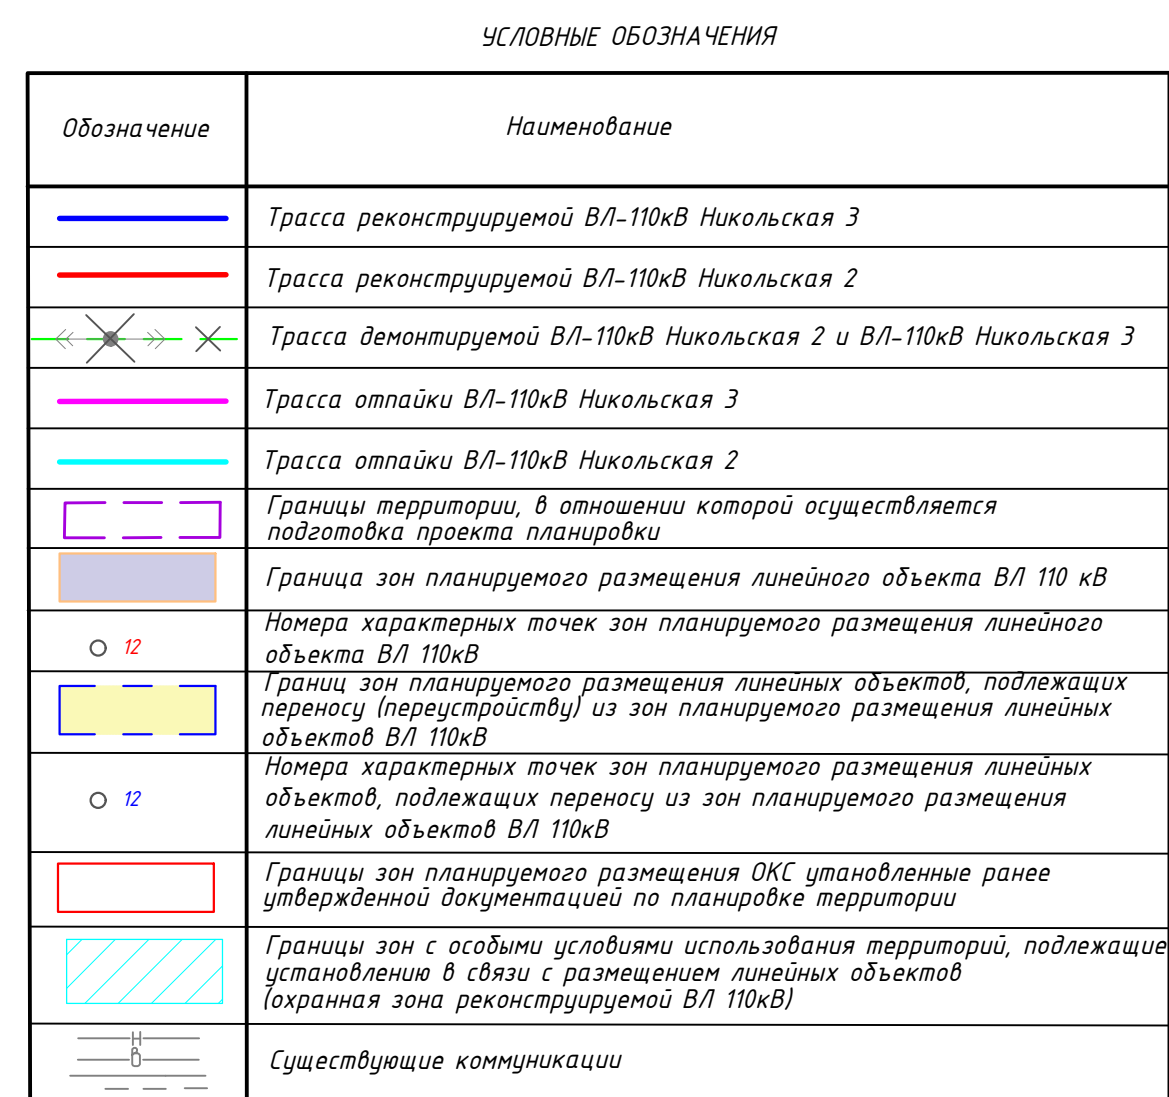 УСЛОВНЫЕ ОБОЗНАЧЕНИЯ
Обозначение
Наименование
Трасса реконструируемой ВЛ-110кВ Никольская 3
Трасса реконструируемой ВЛ-110кВ Никольская 2
Трасса демонтируемой ВЛ-110кВ Никольская 2 и ВЛ-110кВ Никольская 3
Трасса отпайки ВЛ-110кВ Никольская 3
Трасса отпайки ВЛ-110кВ Никольская 2
Границы территории, в отношении которой осуществляется
подготовка проекта планировки
Граница зон планируемого размещения линейного объекта ВЛ 110 кВ
12
Номера характерных точек зон планируемого размещения линейного
объекта ВЛ 110кВ
Границ зон планируемого размещения линейных объектов, подлежащих
переносу (переустройству) из зон планируемого размещения линейных
объектов ВЛ 110кВ
12
Номера характерных точек зон планируемого размещения линейных
объектов, подлежащих переносу из зон планируемого размещения
линейных объектов ВЛ 110кВ
Границы зон планируемого размещения ОКС утановленные ранее
утвержденной документацией по планировке территории
Границы зон с особыми условиями использования территорий, подлежащие
установлению в связи с размещением линейных объектов
(охранная зона реконструируемой ВЛ 110кВ)
Н
Существующие коммуникации